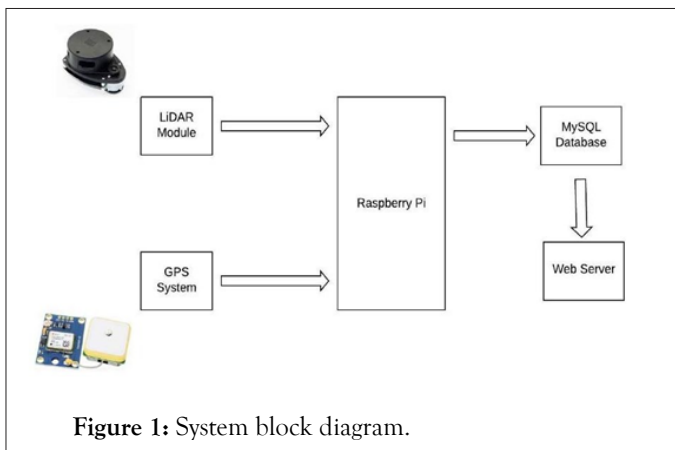 LiDAR
Module
Raspberry Pi
MySQL
Database
GPS
System
Web Server
Figure 1: System block diagram.